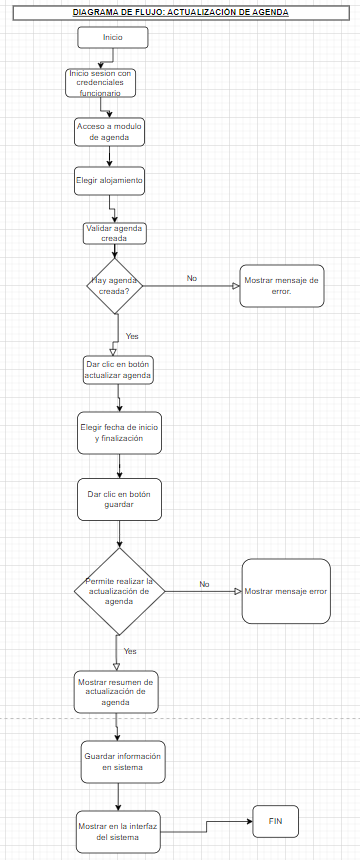 DIAGRAMA DE FLUJO: ACTUALIZACIÓN DE AGENDA
Inicio
Inicio sesión con
credenciales
funcionario
Acceso a modulo
de agenda
Elegir alojamiento
Validar agenda
creada
Hay agenda
creada?
No
Mostrar mensaje de
error.
Yes
Dar clic en botón
actualizar agenda
Elegir fecha de inicio
y finalización
Dar clic en botón
guardar
Permite realizar la
actualización de
agenda
No
Mostrar mensaje error
Yes
Mostrar resumen de
actualización de
agenda
Guardar información
en sistema
Mostrar en la interfaz
del sistema
FIN